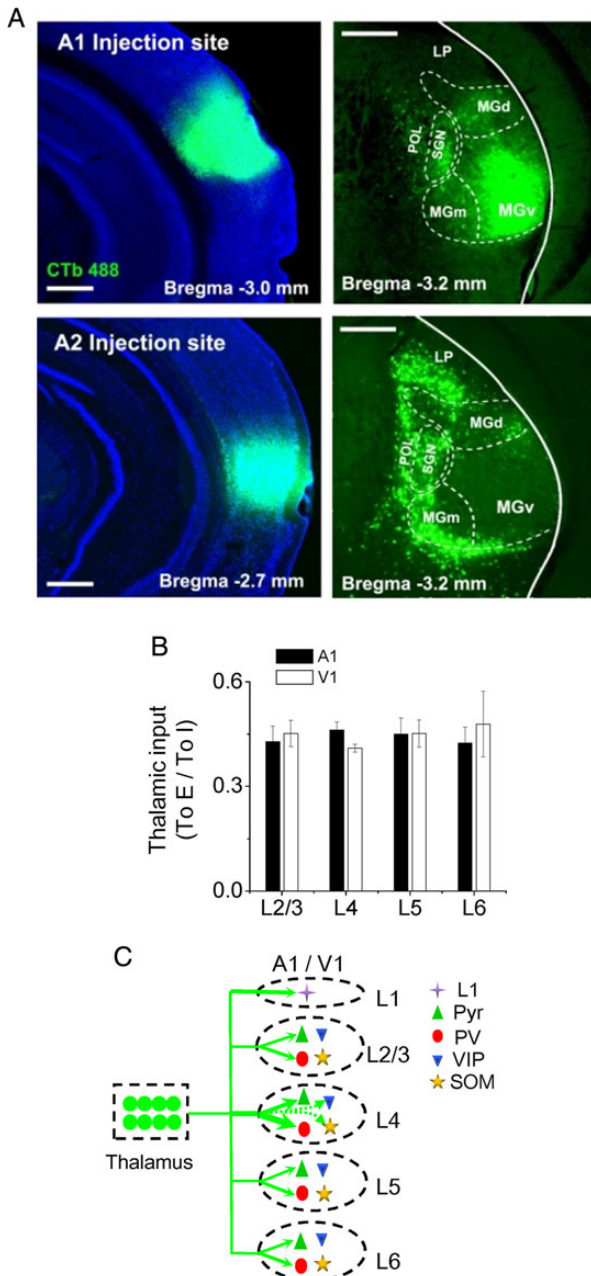 A
A1 Injection site
CTb 488
Bregma -3.0 mm
LP
MGd
POL
SGN
MGm
MGv
Bregma -3.2 mm
A2 Injection site
Bregma -2.7 mm
LP
MGd
POL
SGN
MGm
MGv
Bregma -3.2 mm
B
A1
V1
Thalamic input
(To E / To I)
0.6
0.3
0.0
L2/3 L4 L5 L6
C
A1 / V1
L1
L2/3
L4
L5
L6
Thalamus
L1
Pyr
PV
VIP
SOM